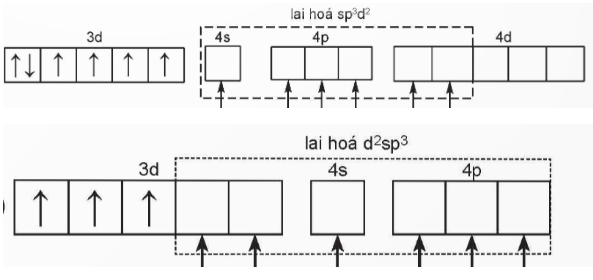 lai hoá sp³d²
3d 4s 4p 4d
↑↓ ↑ ↑ ↑ ↑
lai hoá d²sp³
3d 4s 4p
↑ ↑ ↑